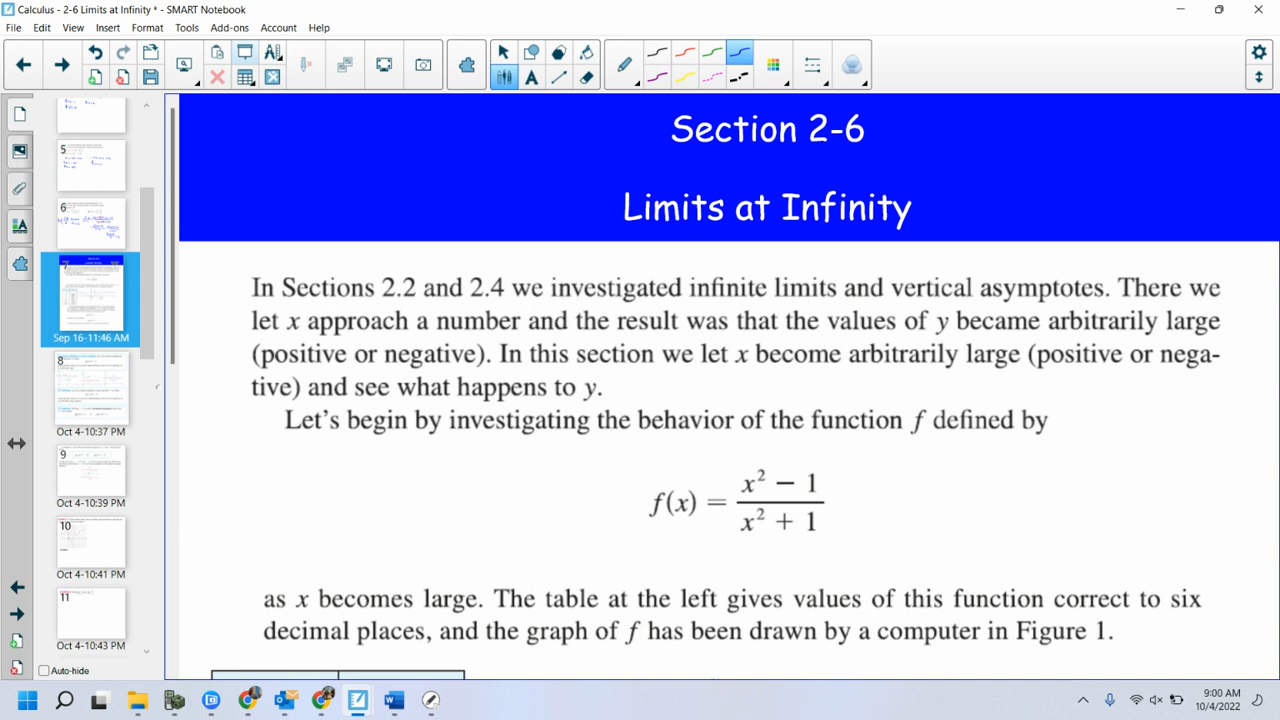 Calculus - 2-6 Limits at Infinity * - SMART Notebook
File Edit View Insert Format Tools Add-ons Account Help
Section 2-6
Limits at Infinity
In Sections 2.2 and 2.4 we investigated infinite limits and vertical asymptotes. There we
let x approach a number and the result was that the values of y became arbitrarily large
(positive or negative). In this section we let x become arbitrarily large (positive or nega-
tive) and see what happens to y.
Let's begin by investigating the behavior of the function f defined by
f(x) = x² − 1
x² + 1
as x becomes large. The table at the left gives values of this function correct to six
decimal places, and the graph of f has been drawn by a computer in Figure 1.
5
6
7
Sep 16-11:46 AM
8
Oct 4-10:37 PM
9
Oct 4-10:39 PM
10
Oct 4-10:41 PM
11
Oct 4-10:43 PM
Auto-hide
9:00 AM
10/4/2022